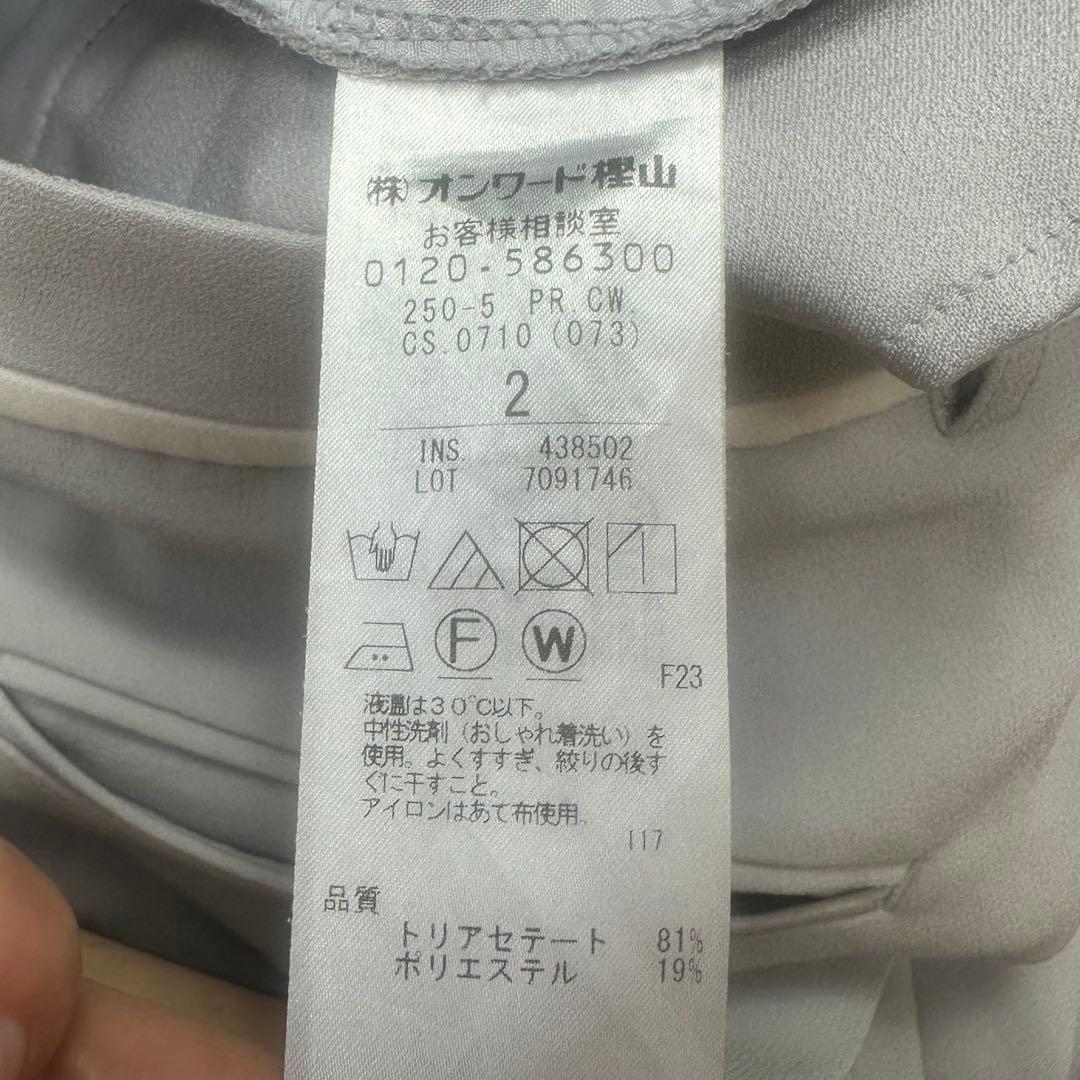 (株)オンワード樫山
お客様相談室
0120-586300
250-5 PR.CW.
CS.0710(073)
2
INS. 438502
LOT 7091746
F W
F23
液温は30℃以下。
中性洗剤(おしゃれ着洗い)を
使用。よくすすぎ、絞りの後す
ぐに干すこと。
アイロンはあて布使用。
117
品質
トリアセテート 81%
ポリエステル 19%